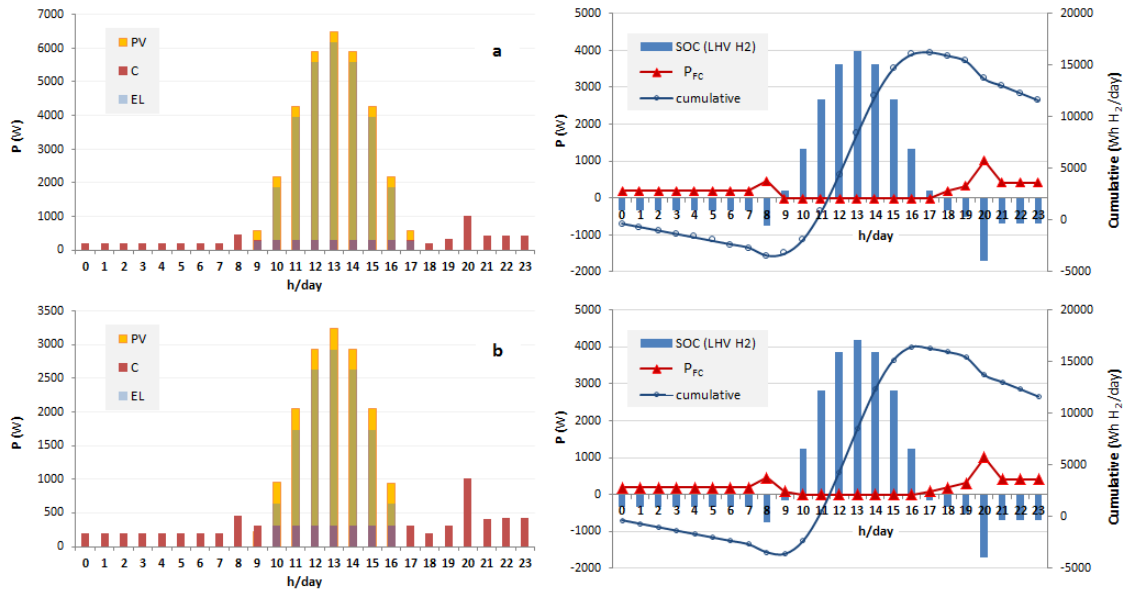 a
PV
C
EL
P (W)
7000
6000
5000
4000
3000
2000
1000
0
0 1 2 3 4 5 6 7 8 9 10 11 12 13 14 15 16 17 18 19 20 21 22 23
h/day
SOC (LHV H2)
PFC
cumulative
P (W)
5000
4000
3000
2000
1000
0
-1000
-2000
0 1 2 3 4 5 6 7 8 9 10 11 12 13 14 15 16 17 18 19 20 21 22 23
h/day
20000
15000
10000
5000
0
-5000
Cumulative (Wh H2/day)
b
PV
C
EL
P (W)
3500
3000
2500
2000
1500
1000
500
0
0 1 2 3 4 5 6 7 8 9 10 11 12 13 14 15 16 17 18 19 20 21 22 23
h/day
SOC (LHV H2)
PFC
cumulative
P (W)
5000
4000
3000
2000
1000
0
-1000
-2000
0 1 2 3 4 5 6 7 8 9 10 11 12 13 14 15 16 17 18 19 20 21 22 23
h/day
20000
15000
10000
5000
0
-5000
Cumulative (Wh H2/day)